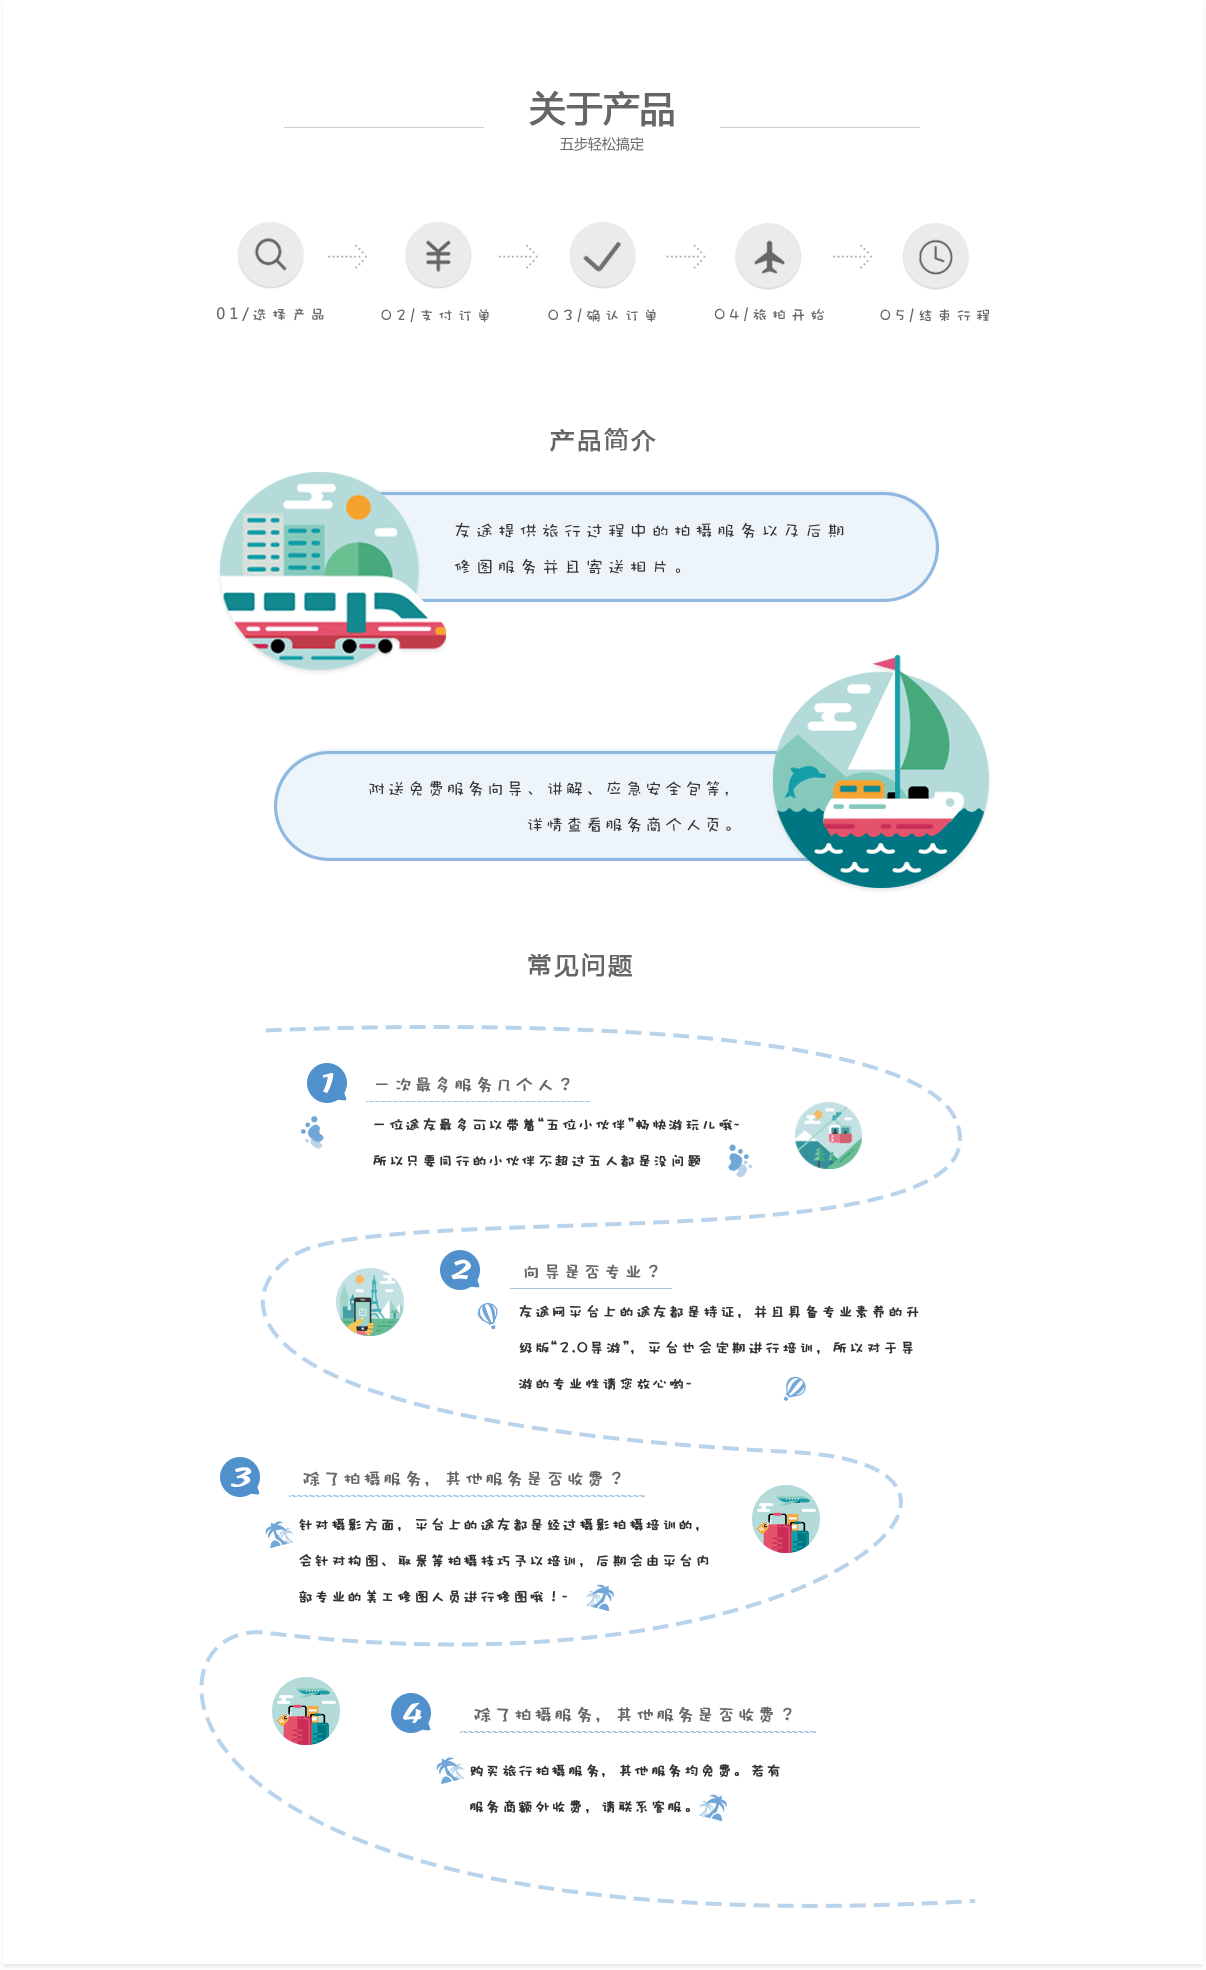 关于产品
五步轻松搞定
01/选择产品
02/支付订单
03/确认订单
04/旅拍开始
05/结束行程
产品简介
友途提供旅行过程中的拍摄服务以及后期
修图服务并且寄送相片。
附送免费服务向导、讲解、应急安全包等,
详情查看服务商个人页。
常见问题
1
一次最多服务几个人?
一位途友最多可以带着“五位小伙伴”畅快游玩儿哦~
所以只要同行的小伙伴不超过五人都是没问题
2
向导是否专业?
友途网平台上的途友都是持证,并且具备专业素养的升
级版“2.0导游”,平台也会定期进行培训,所以对于导
游的专业性请您放心哟~
3
除了拍摄服务,其他服务是否收费?
针对摄影方面,平台上的途友都是经过摄影拍摄培训的,
会针对构图、取景等拍摄技巧予以培训,后期会由平台内
部专业的美工修图人员进行修图哦!~
4
除了拍摄服务,其他服务是否收费?
购买旅行拍摄服务,其他服务均免费。若有
服务商额外收费,请联系客服。